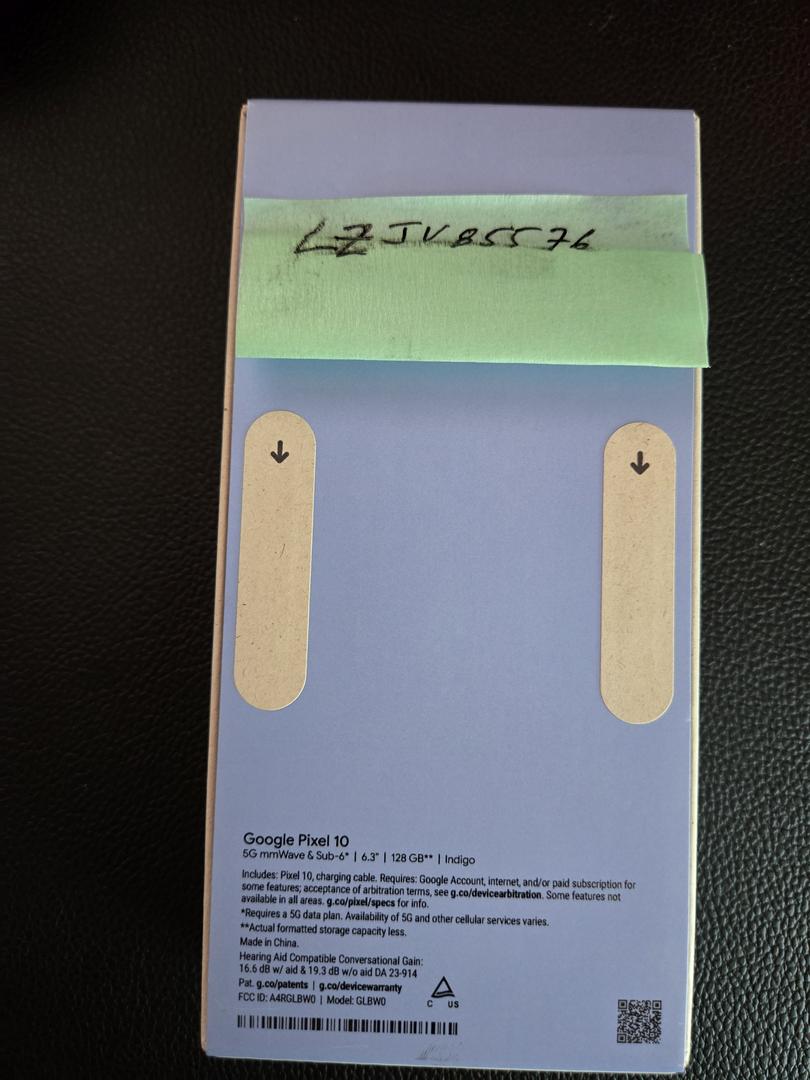 LZJV85576
Google Pixel 10
5G mmWave & Sub-6* | 6.3" | 128 GB** | Indigo
Includes: Pixel 10, charging cable. Requires: Google Account, internet, and/or paid subscription for
some features; acceptance of arbitration terms, see g.co/devicearbitration. Some features not
available in all areas. g.co/pixel/specs for info.
*Requires a 5G data plan. Availability of 5G and other cellular services varies.
**Actual formatted storage capacity less.
Made in China.
Hearing Aid Compatible Conversational Gain:
16.6 dB w/ aid & 19.3 dB w/o aid DA 23-914
Pat. g.co/patents | g.co/devicewarranty
FCC ID: A4RGLBW0 | Model: GLBW0
C US